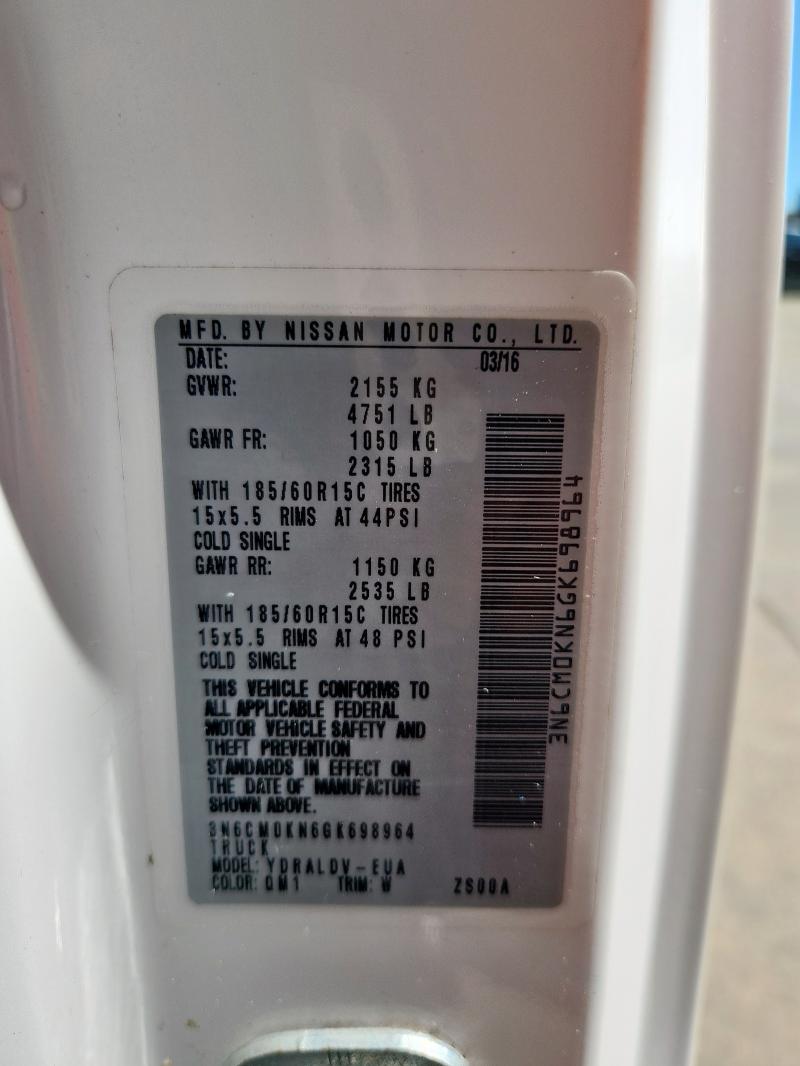 MFD. BY NISSAN MOTOR CO., LTD.
DATE: 03/16
GVWR: 2155 KG
4751 LB
GAWR FR: 1050 KG
2315 LB
WITH 185/60R15C TIRES
15x5.5 RIMS AT 44PSI
COLD SINGLE
GAWR RR: 1150 KG
2535 LB
WITH 185/60R15C TIRES
15x5.5 RIMS AT 48 PSI
COLD SINGLE
THIS VEHICLE CONFORMS TO
ALL APPLICABLE FEDERAL
MOTOR VEHICLE SAFETY AND
THEFT PREVENTION
STANDARDS IN EFFECT ON
THE DATE OF MANUFACTURE
SHOWN ABOVE.
3N6CM0KN6GK698964
TRUCK
MODEL: YDRALDV-EUA
COLOR: QM1 TRIM: W ZS00A
3N6CM0KN6GK698964